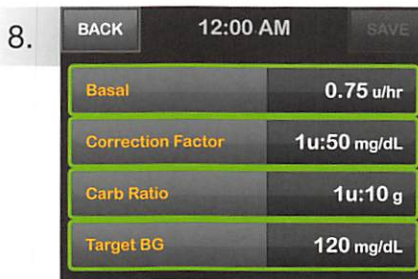 8.
BACK 12:00 AM SAVE
Basal 0.75 u/hr
Correction Factor 1u:50 mg/dL
Carb Ratio 1u:10 g
Target BG 120 mg/dL